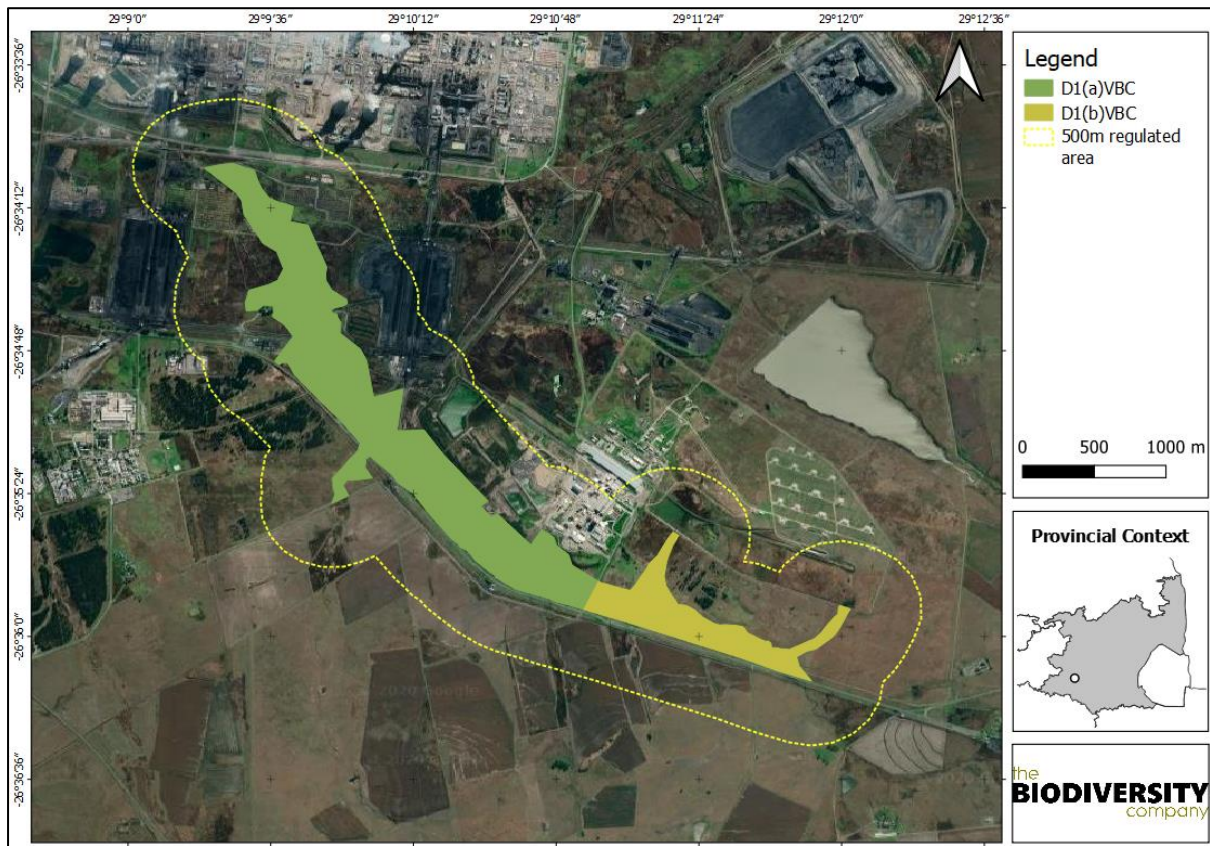 29°9′0″ 29°9′36″ 29°10′12″ 29°10′48″ 29°11′24″ 29°12′0″ 29°12′36″
-26°33′36″
-26°34′12″
-26°34′48″
-26°35′24″
-26°36′0″
-26°36′36″
2020 Google
Legend
D1(a)VBC
D1(b)VBC
500m regulated
area
0 500 1000 m
Provincial Context
the
BIODIVERSITY
company